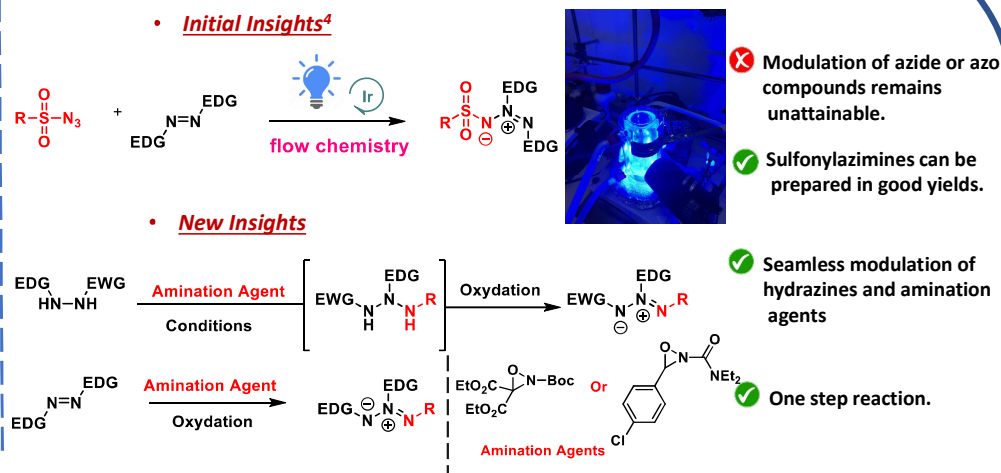 • Initial Insights4
R
O
S
O
N3
+
EDG
N=N
EDG
Ir
flow chemistry
O
S
O
R
N
⊖
EDG
N
⊕
N
EDG
Modulation of azide or azo
compounds remains
unattainable.
Sulfonylazimines can be
prepared in good yields.
• New Insights
EDG EWG
HN–NH
Amination Agent
Conditions
EDG
EWG N R
N N
H H
Oxydation
EDG
EWG N R
N ⊕ N
⊖
Seamless modulation of
hydrazines and amination
agents
EDG
N=N
EDG
Amination Agent
Oxydation
EDG
EDG ⊖ N R
N ⊕ N
O
EtO2C N–Boc
EtO2C
Or
O O
N
NEt2
Cl
Amination Agents
One step reaction.